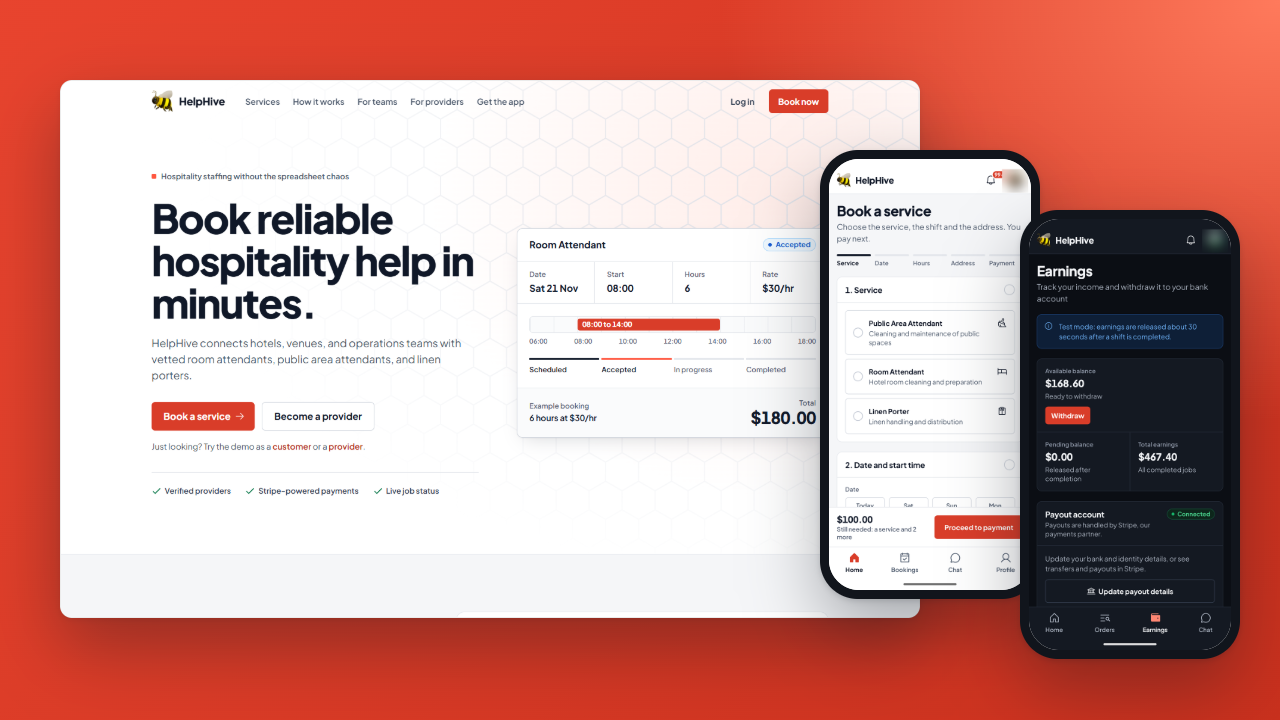 HelpHive
Services How it works For teams For providers Get the app
Log in Book now
Hospitality staffing without the spreadsheet chaos
Book reliable
hospitality help in
minutes.
HelpHive connects hotels, venues, and operations teams with
vetted room attendants, public area attendants, and linen
porters.
Book a service → Become a provider
Just looking? Try the demo as a customer or a provider.
Verified providers Stripe-powered payments Live job status
Room Attendant Accepted
Date Start Hours Rate
Sat 21 Nov 08:00 6 $30/hr
08:00 to 14:00
06:00 08:00 10:00 12:00 14:00 16:00 18:00
Scheduled Accepted In progress Completed
Example booking Total
6 hours at $30/hr $180.00
HelpHive
Book a service
Choose the service, the shift and the address. You
pay next.
Service Date Hours Address Payment
1. Service
Public Area Attendant
Cleaning and maintenance of public
spaces
Room Attendant
Hotel room cleaning and preparation
Linen Porter
Linen handling and distribution
2. Date and start time
Date
Today Sat Sun Mon
$100.00
Still needed: a service and 2
more
Proceed to payment
Home Bookings Chat Profile
HelpHive
Earnings
Track your income and withdraw it to your bank
account
Test mode: earnings are released about 30
seconds after a shift is completed.
Available balance
$168.60
Ready to withdraw
Withdraw
Pending balance Total earnings
$0.00 $467.40
Released after All completed jobs
completion
Payout account Connected
Payouts are handled by Stripe, our
payments partner.
Update your bank and identity details, or see
transfers and payouts in Stripe.
Update payout details
Home Orders Earnings Chat